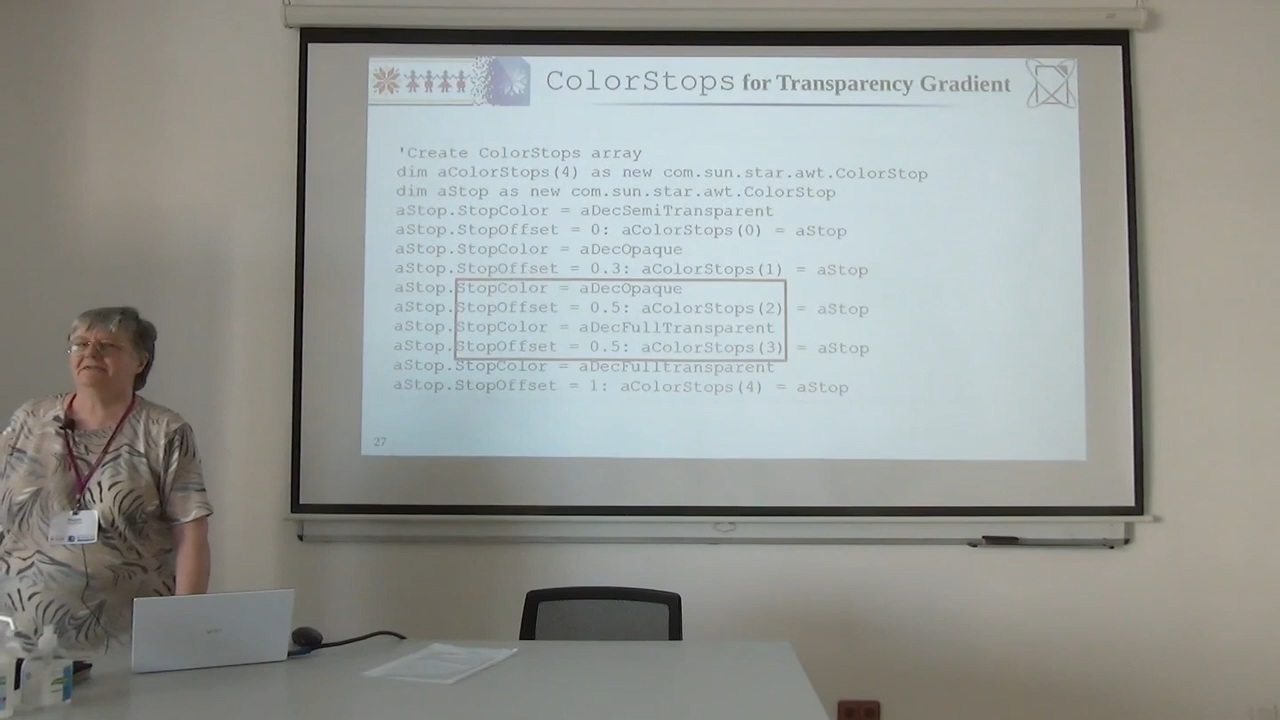 ColorStops for Transparency Gradient
'Create ColorStops array
dim aColorStops(4) as new com.sun.star.awt.ColorStop
dim aStop as new com.sun.star.awt.ColorStop
aStop.StopColor = aDecSemiTransparent
aStop.StopOffset = 0: aColorStops(0) = aStop
aStop.StopColor = aDecOpaque
aStop.StopOffset = 0.3: aColorStops(1) = aStop
aStop.StopColor = aDecOpaque
aStop.StopOffset = 0.5: aColorStops(2) = aStop
aStop.StopColor = aDecFullTransparent
aStop.StopOffset = 0.5: aColorStops(3) = aStop
aStop.StopColor = aDecFulltransparent
aStop.StopOffset = 1: aColorStops(4) = aStop
27